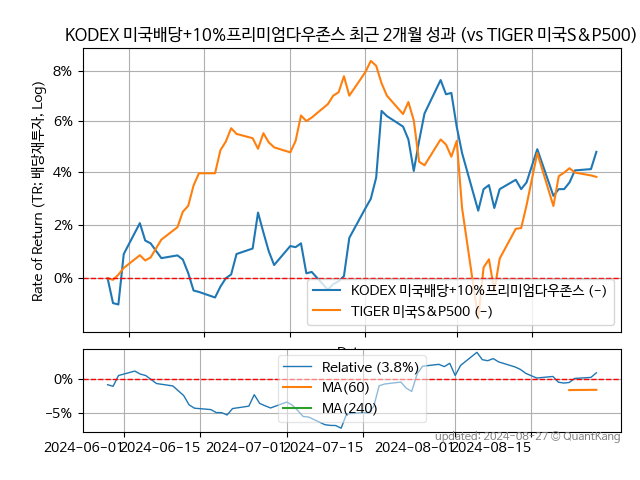 KODEX 미국배당+10%프리미엄다우존스 최근 2개월 성과 (vs TIGER 미국S&P500)
Rate of Return (TR: 배당재투자, Log)
8%
6%
4%
2%
0%
KODEX 미국배당+10%프리미엄다우존스 (-)
TIGER 미국S&P500 (-)
0%
-5%
Relative (3.8%)
MA(60)
MA(240)
2024-06-01
2024-06-15
2024-07-01
2024-07-15
2024-08-01
2024-08-15
updated: 2024-08-27 © QuantKang